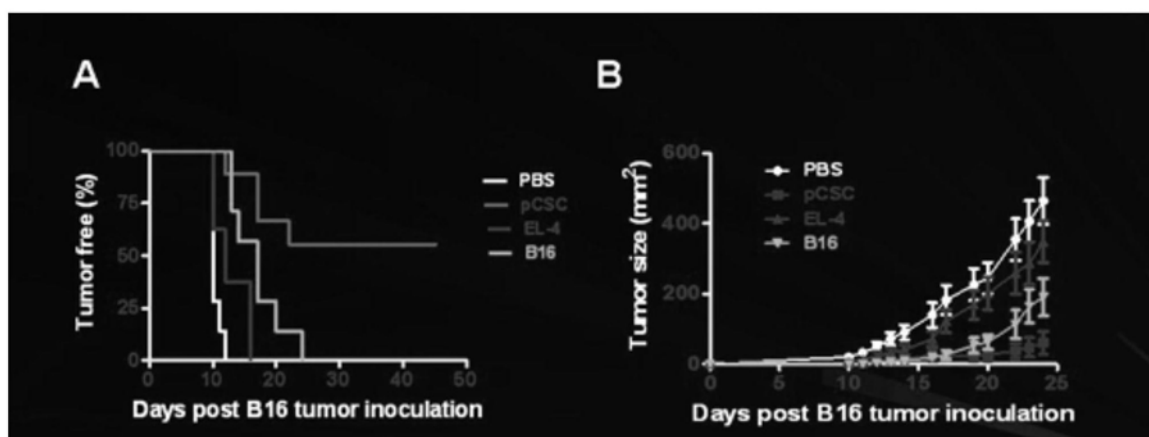 A
Tumor free (%)
100
75
50
25
0
0 10 20 30 40 50
Days post B16 tumor inoculation
PBS
pCSC
EL-4
B16
B
Tumor size (mm²)
600
400
200
0
0 5 10 15 20 25
Days post B16 tumor inoculation
PBS
pCSC
EL-4
B16